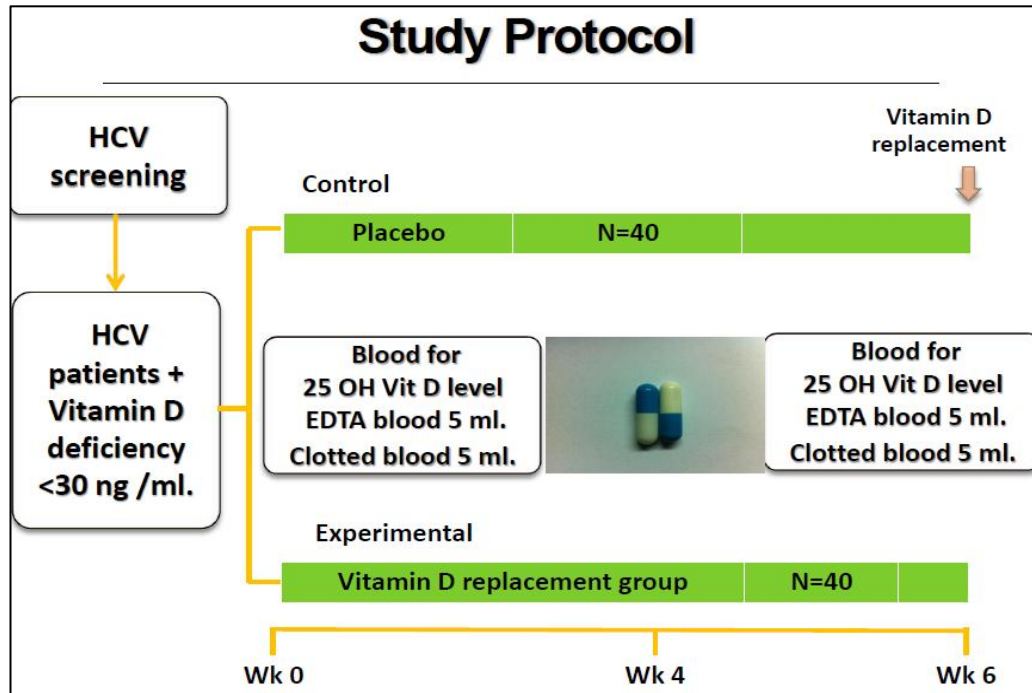 Study Protocol
HCV
screening
HCV
patients +
Vitamin D
deficiency
<30 ng /ml.
Vitamin D
replacement
Control
Placebo
N=40
Blood for
25 OH Vit D level
EDTA blood 5 ml.
Clotted blood 5 ml.
Blood for
25 OH Vit D level
EDTA blood 5 ml.
Clotted blood 5 ml.
Experimental
Vitamin D replacement group
N=40
Wk 0
Wk 4
Wk 6